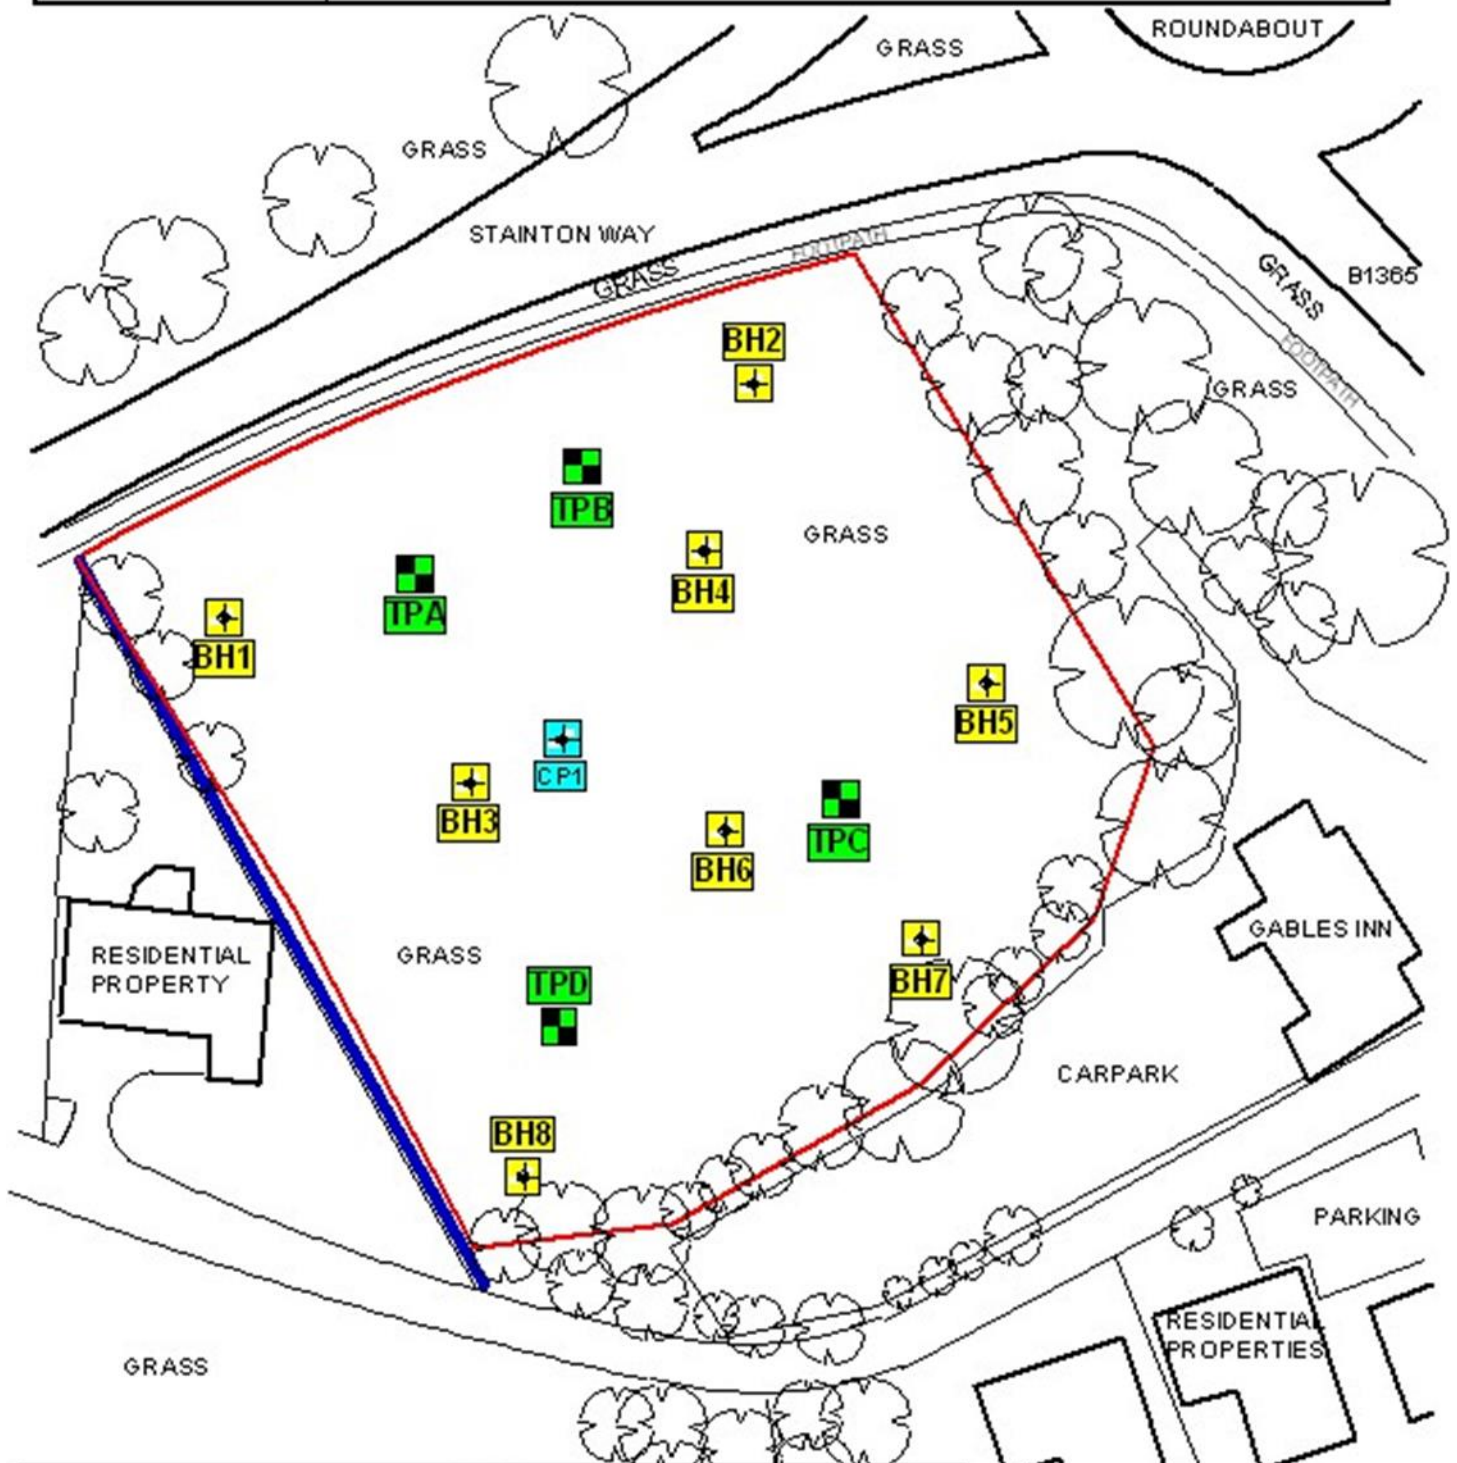 ROUNDABOUT
GRASS
GRASS
STAINTON WAY
FOOTPATH
GRASS
GRASS
B1365
BH2
FOOTPATH
GRASS
TPB
GRASS
BH4
TPA
BH1
BH5
CP1
BH3
TPC
BH6
GABLES INN
RESIDENTIAL
PROPERTY
GRASS
TPD
BH7
CARPARK
BH8
PARKING
RESIDENTIAL
PROPERTIES
GRASS